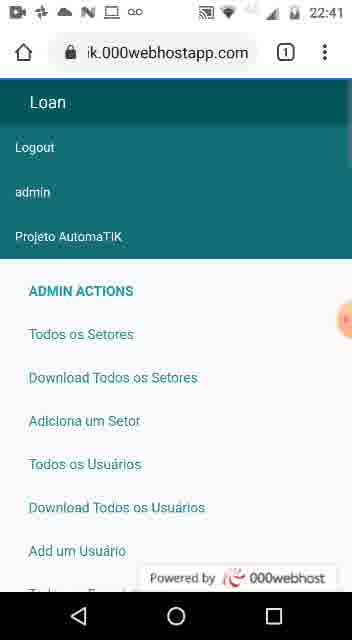 22:41
ik.000webhostapp.com
1
Loan
Logout
admin
Projeto AutomaTIK
ADMIN ACTIONS
Todos os Setores
Download Todos os Setores
Adiciona um Setor
Todos os Usuários
Download Todos os Usuários
Add um Usuário
Powered by 000webhost